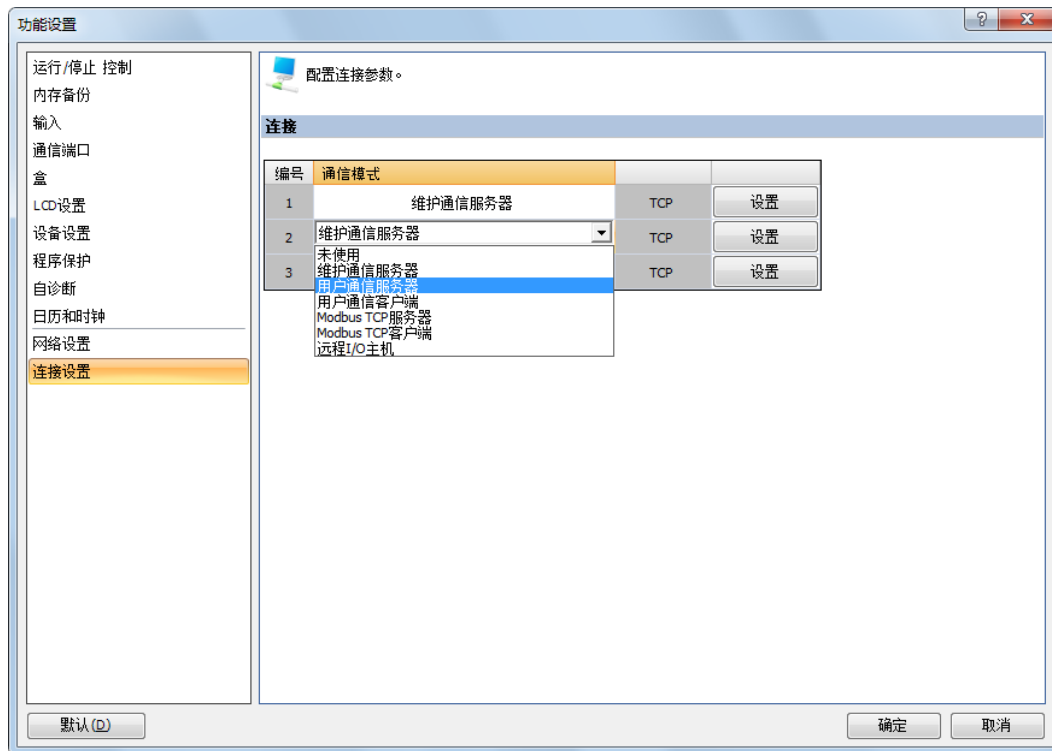 功能设置
运行/停止 控制
内存备份
输入
通信端口
盒
LCD设置
设备设置
程序保护
自诊断
日历和时钟
网络设置
连接设置
配置连接参数。
连接
编号 通信模式
1 维护通信服务器 TCP 设置
2 维护通信服务器 TCP 设置
3 TCP 设置
未使用
维护通信服务器
用户通信服务器
用户通信客户端
Modbus TCP服务器
Modbus TCP客户端
远程I/O主机
默认(D) 确定 取消